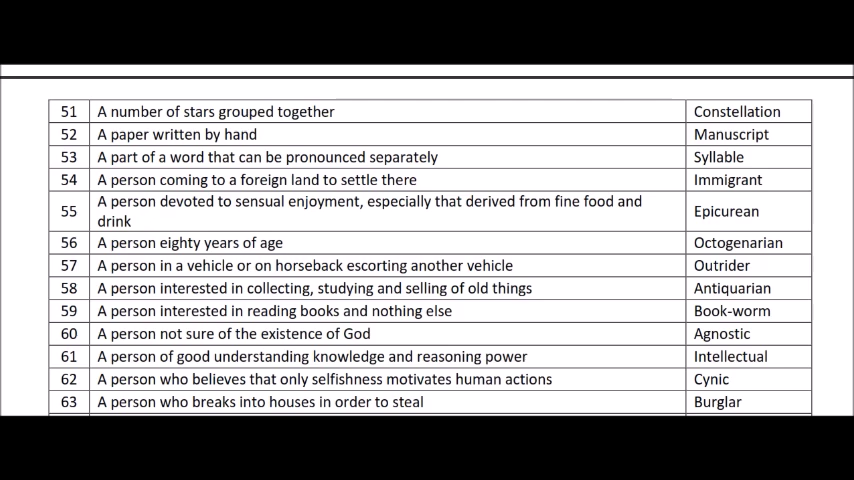 51 A number of stars grouped together Constellation
52 A paper written by hand Manuscript
53 A part of a word that can be pronounced separately Syllable
54 A person coming to a foreign land to settle there Immigrant
55 A person devoted to sensual enjoyment, especially that derived from fine food and
drink Epicurean
56 A person eighty years of age Octogenarian
57 A person in a vehicle or on horseback escorting another vehicle Outrider
58 A person interested in collecting, studying and selling of old things Antiquarian
59 A person interested in reading books and nothing else Book-worm
60 A person not sure of the existence of God Agnostic
61 A person of good understanding knowledge and reasoning power Intellectual
62 A person who believes that only selfishness motivates human actions Cynic
63 A person who breaks into houses in order to steal Burglar